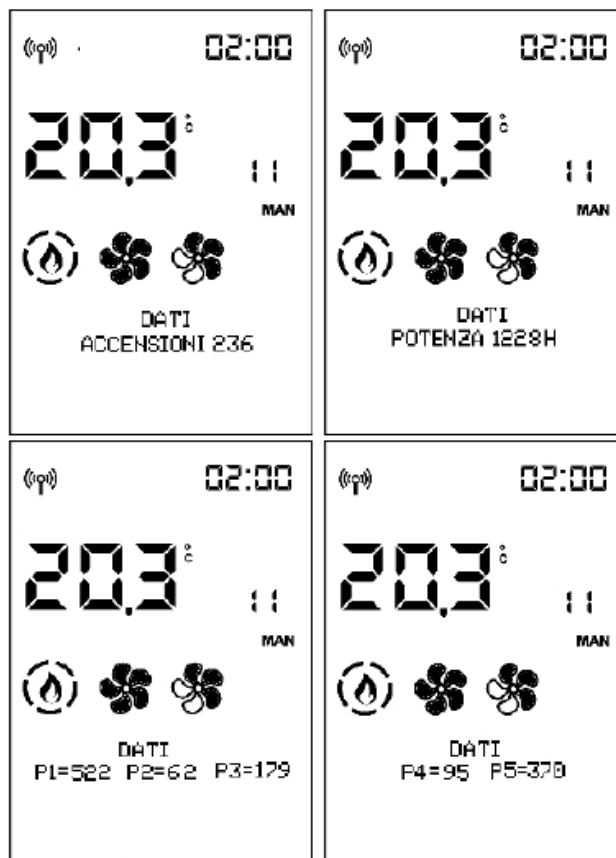 02:00
20.3 °C
11
MAN
DATI
ACCENSIONI 236
02:00
20.3 °C
11
MAN
DATI
POTENZA 1228H
02:00
20.3 °C
11
MAN
DATI
P1=522 P2=62 P3=179
02:00
20.3 °C
11
MAN
DATI
P4=95 P5=370